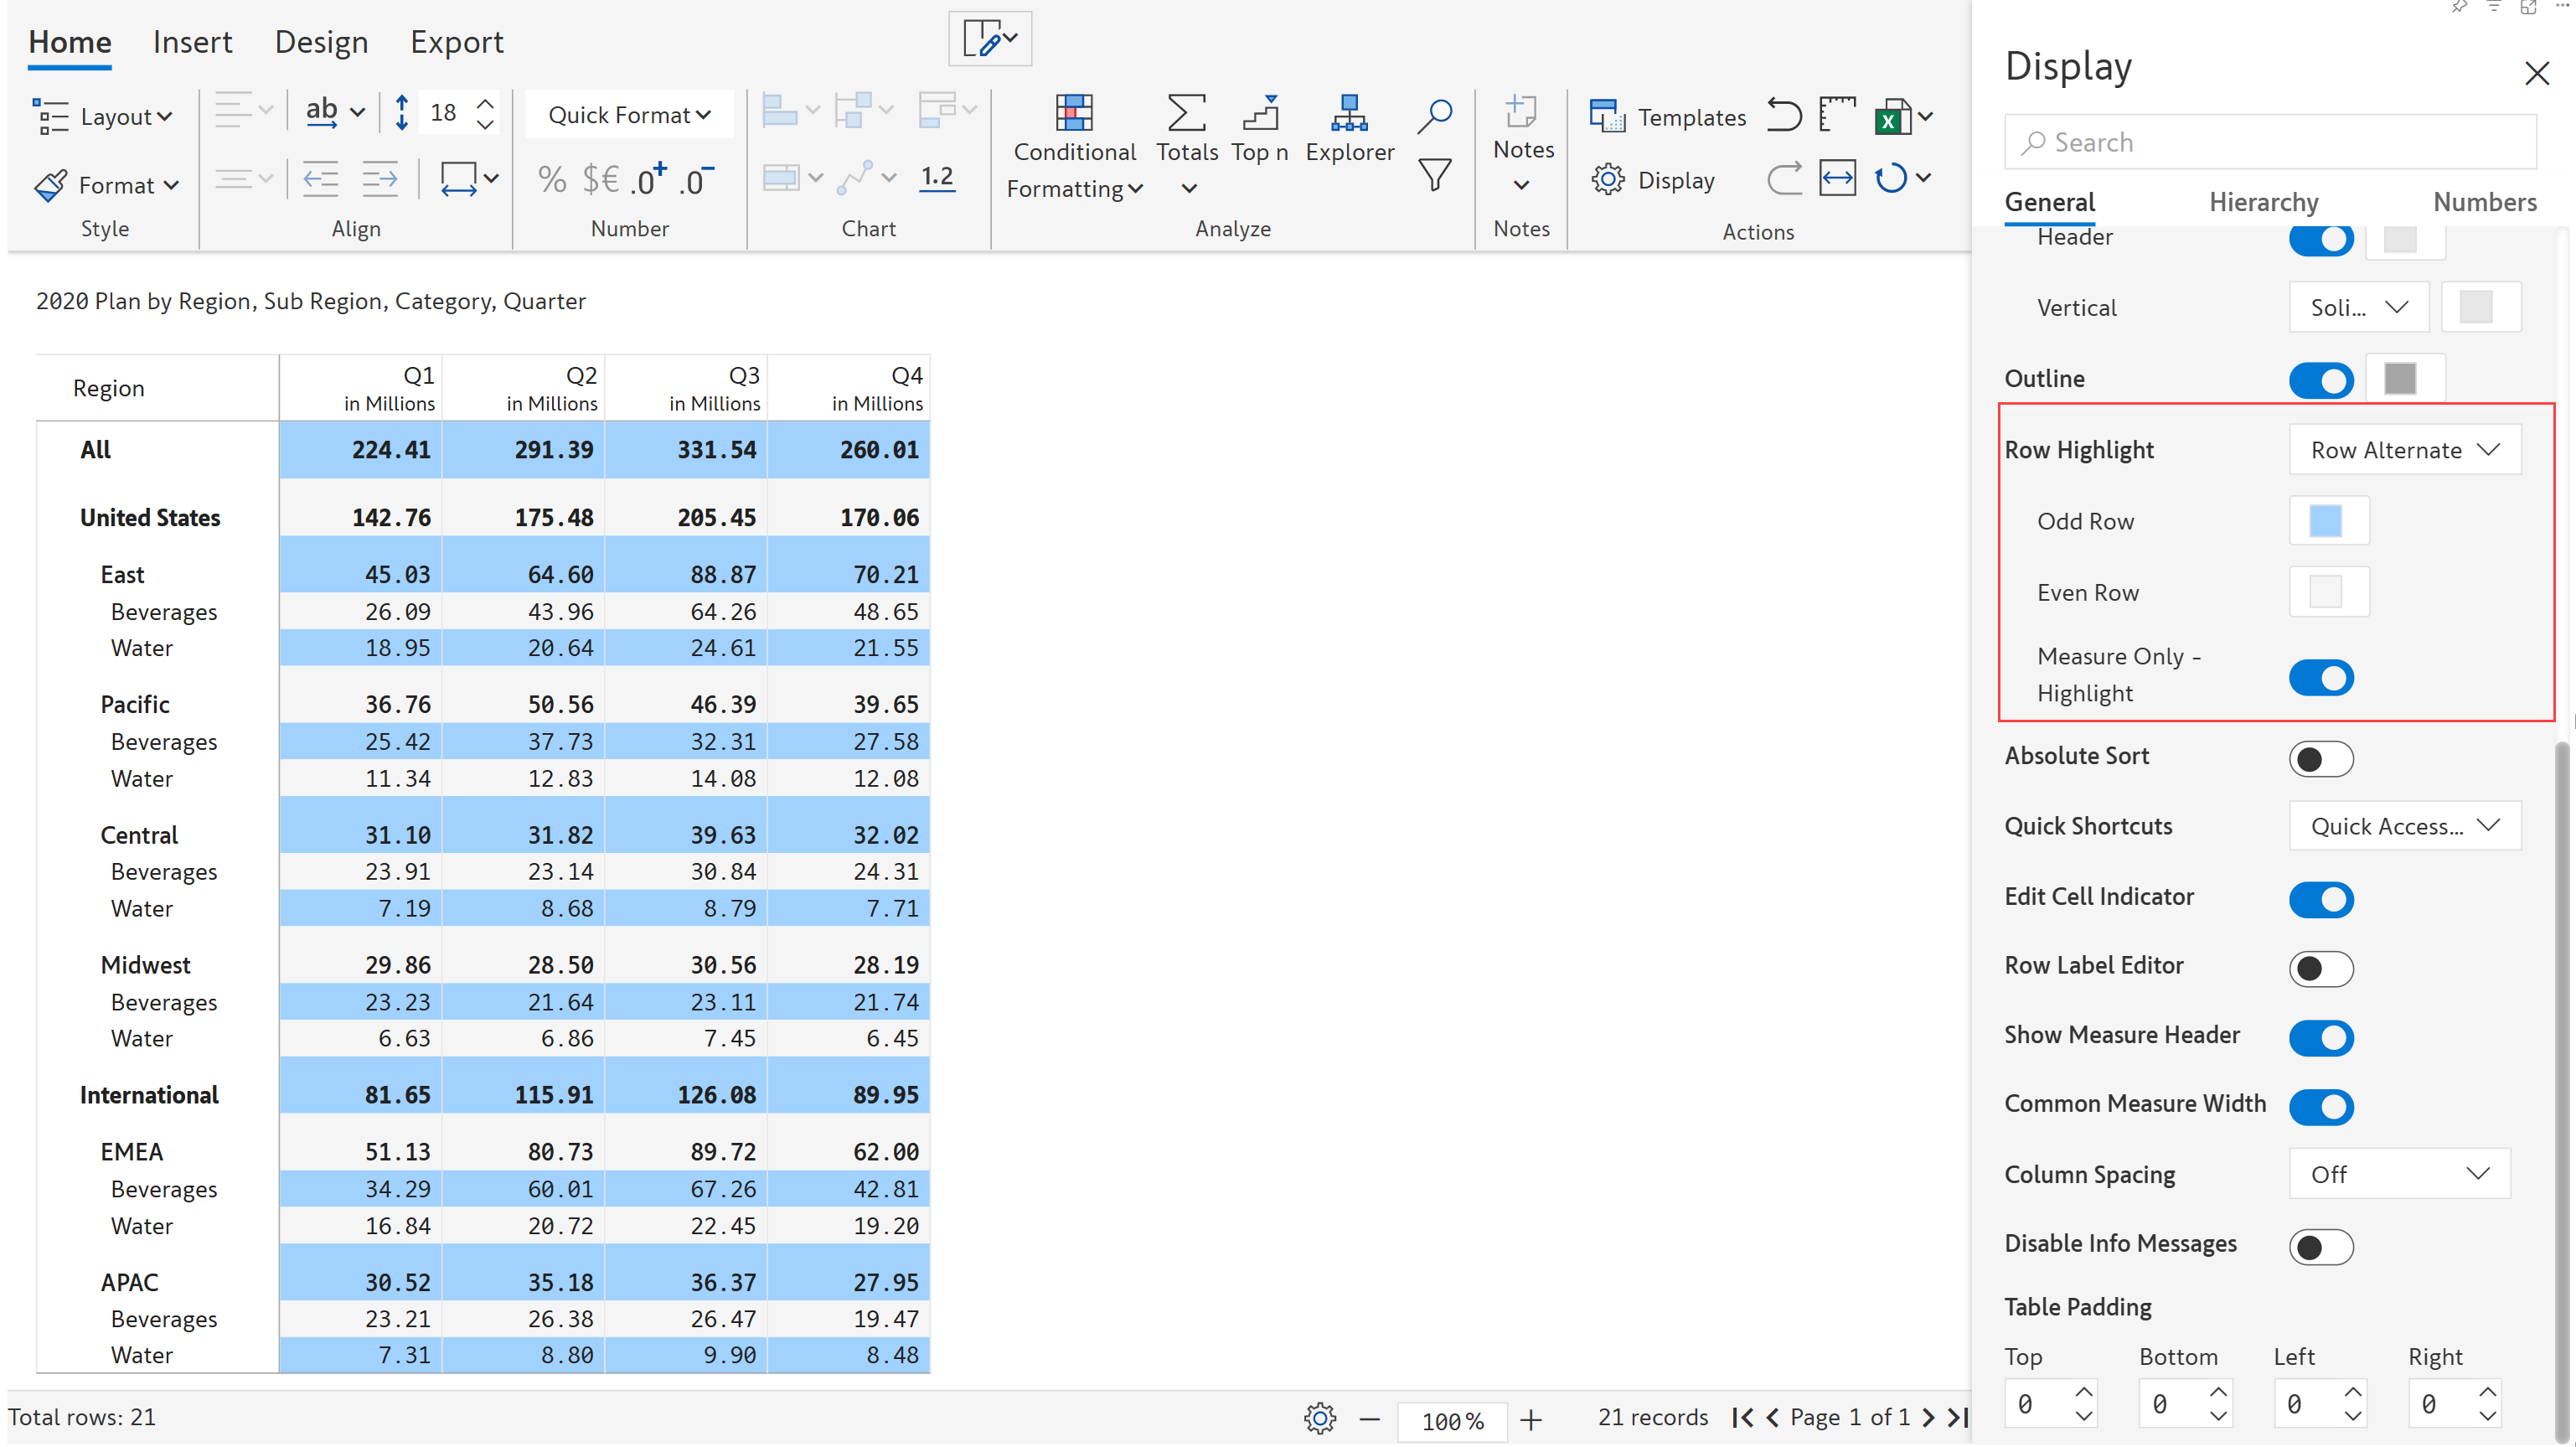 Home Insert Design Export
Layout
ab
18
Quick Format
Conditional Formatting
Totals
Top n
Explorer
Notes
Templates
Format
% $€ .0+ .0-
1.2
Display
Style Align Number Chart Analyze Notes Actions
2020 Plan by Region, Sub Region, Category, Quarter
Region Q1 Q2 Q3 Q4
in Millions in Millions in Millions in Millions
All 224.41 291.39 331.54 260.01
United States 142.76 175.48 205.45 170.06
East 45.03 64.60 88.87 70.21
Beverages 26.09 43.96 64.26 48.65
Water 18.95 20.64 24.61 21.55
Pacific 36.76 50.56 46.39 39.65
Beverages 25.42 37.73 32.31 27.58
Water 11.34 12.83 14.08 12.08
Central 31.10 31.82 39.63 32.02
Beverages 23.91 23.14 30.84 24.31
Water 7.19 8.68 8.79 7.71
Midwest 29.86 28.50 30.56 28.19
Beverages 23.23 21.64 23.11 21.74
Water 6.63 6.86 7.45 6.45
International 81.65 115.91 126.08 89.95
EMEA 51.13 80.73 89.72 62.00
Beverages 34.29 60.01 67.26 42.81
Water 16.84 20.72 22.45 19.20
APAC 30.52 35.18 36.37 27.95
Beverages 23.21 26.38 26.47 19.47
Water 7.31 8.80 9.90 8.48
Total rows: 21
100%
21 records
Page 1 of 1
Display
Search
General Hierarchy Numbers
Header
Vertical Soli...
Outline
Row Highlight Row Alternate
Odd Row
Even Row
Measure Only -
Highlight
Absolute Sort
Quick Shortcuts Quick Access...
Edit Cell Indicator
Row Label Editor
Show Measure Header
Common Measure Width
Column Spacing Off
Disable Info Messages
Table Padding
Top Bottom Left Right
0 0 0 0